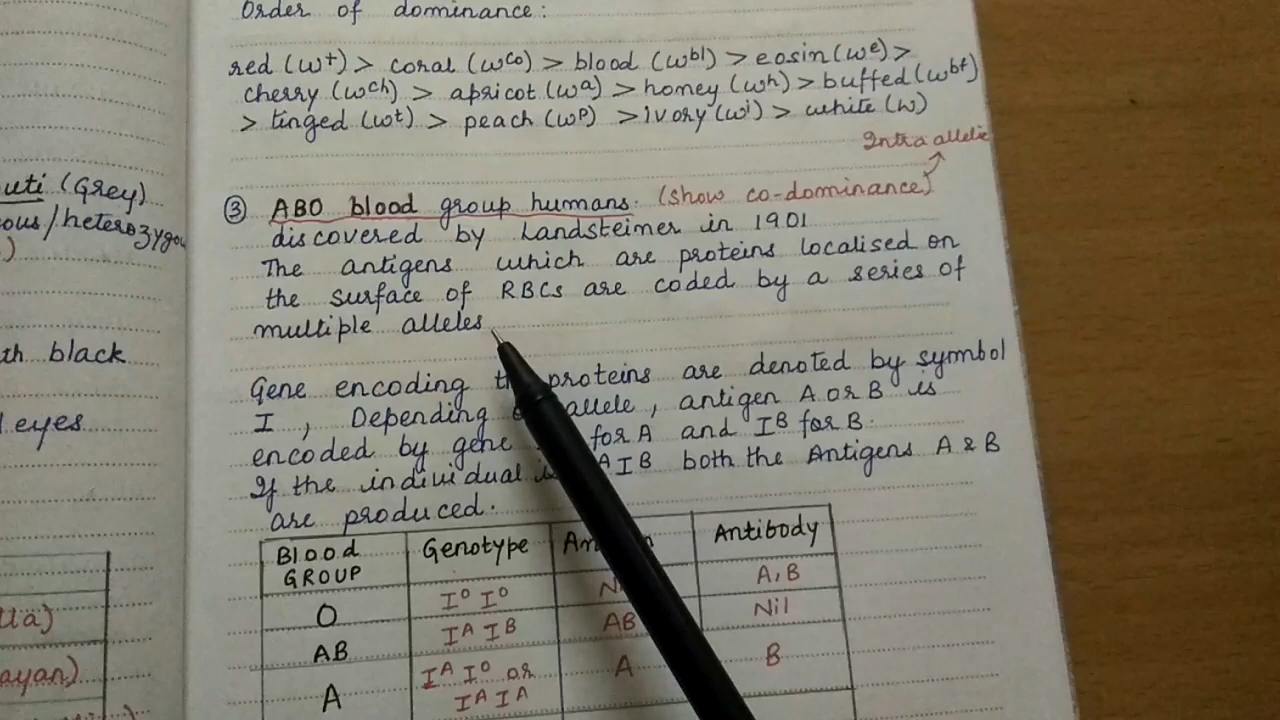 Order of dominance:
red (w+) > coral (wco) > blood (wbl) > eosin (we) >
cherry (wch) > apricot (wa) > honey (wh) > buffed (wbf)
> tinged (wt) > peach (wp) > ivory (wi) > white (w)
Intra allelic
③ ABO blood group humans. (show co-dominance)
discovered by Landsteiner in 1901
The antigens which are proteins localised on
the surface of RBCs are coded by a series of
multiple alleles
Gene encoding proteins are denoted by symbol
I, Depending allele, antigen A or B is
encoded by gene for A and IB for B.
If the individual AIB both the Antigens A & B
are produced.
Blood GROUP Genotype Antibody
O IO IO A, B
AB IA IB AB Nil
A IA IO or IA IA A B
uti (Grey)
ous/heterozygou
)
th black
eyes
ayan)